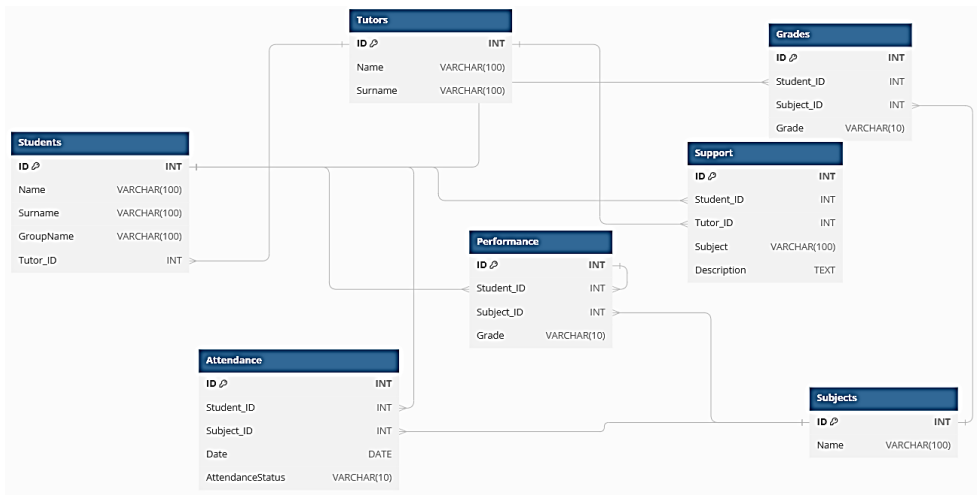 Tutors
ID INT
Name VARCHAR(100)
Surname VARCHAR(100)
Grades
ID INT
Student_ID INT
Subject_ID INT
Grade VARCHAR(10)
Students
ID INT
Name VARCHAR(100)
Surname VARCHAR(100)
GroupName VARCHAR(100)
Tutor_ID INT
Support
ID INT
Student_ID INT
Tutor_ID INT
Subject VARCHAR(100)
Description TEXT
Performance
ID INT
Student_ID INT
Subject_ID INT
Grade VARCHAR(10)
Attendance
ID INT
Student_ID INT
Subject_ID INT
Date DATE
AttendanceStatus VARCHAR(10)
Subjects
ID INT
Name VARCHAR(100)